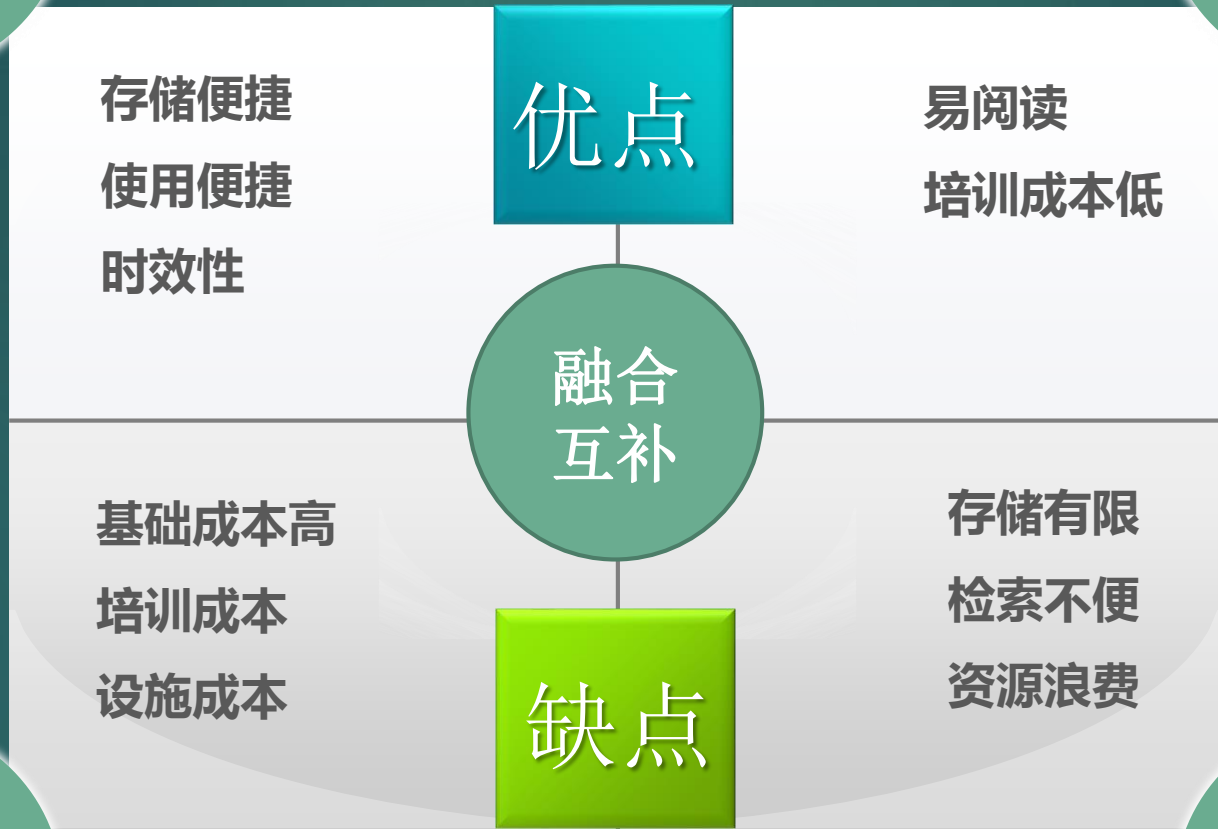 优点
存储便捷
使用便捷
时效性
易阅读
培训成本低
融合
互补
基础成本高
培训成本
设施成本
存储有限
检索不便
资源浪费
缺点